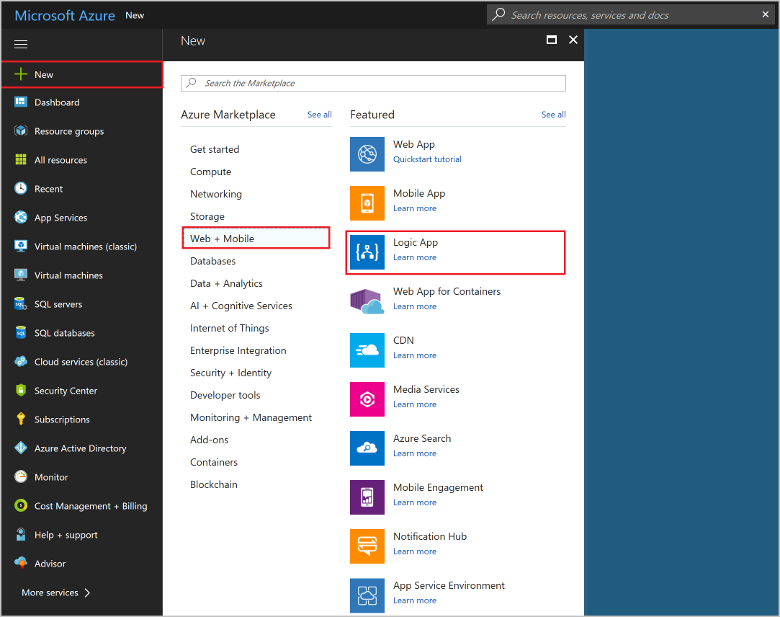 Microsoft Azure New
Search resources, services and docs
New
Dashboard
Resource groups
All resources
Recent
App Services
Virtual machines (classic)
Virtual machines
SQL servers
SQL databases
Cloud services (classic)
Security Center
Subscriptions
Azure Active Directory
Monitor
Cost Management + Billing
Help + support
Advisor
More services
New
Search the Marketplace
Azure Marketplace See all
Get started
Compute
Networking
Storage
Web + Mobile
Databases
Data + Analytics
AI + Cognitive Services
Internet of Things
Enterprise Integration
Security + Identity
Developer tools
Monitoring + Management
Add-ons
Containers
Blockchain
Featured See all
Web App
Quickstart tutorial
Mobile App
Learn more
Logic App
Learn more
Web App for Containers
Learn more
CDN
Learn more
Media Services
Learn more
Azure Search
Learn more
Mobile Engagement
Learn more
Notification Hub
Learn more
App Service Environment
Learn more